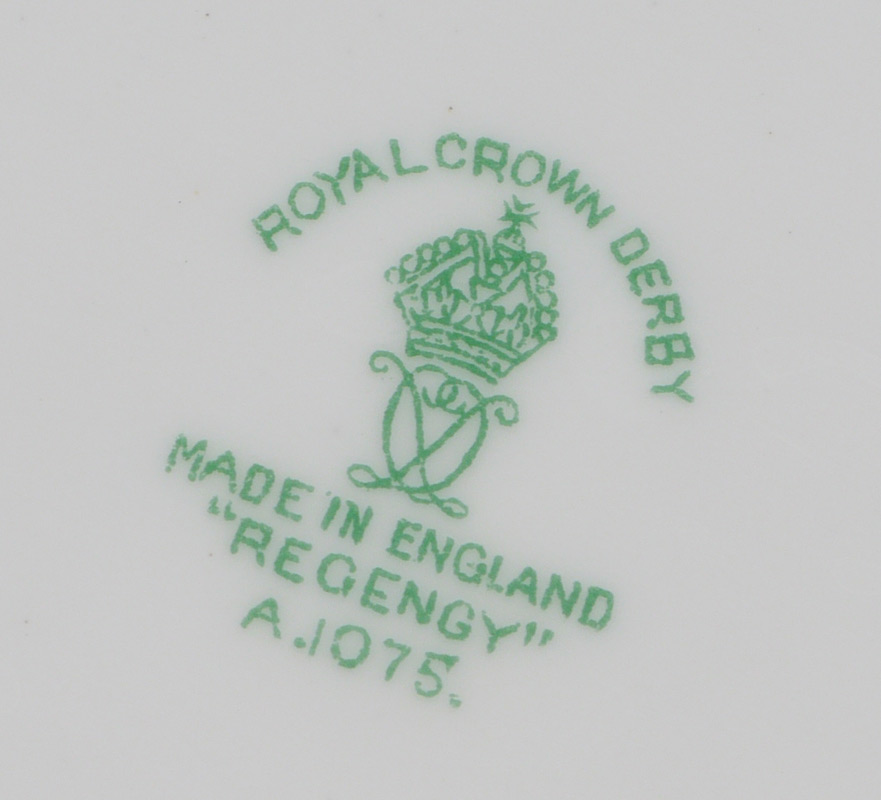 ROYAL CROWN DERBY
MADE IN ENGLAND
"REGENGY"
A.1075.